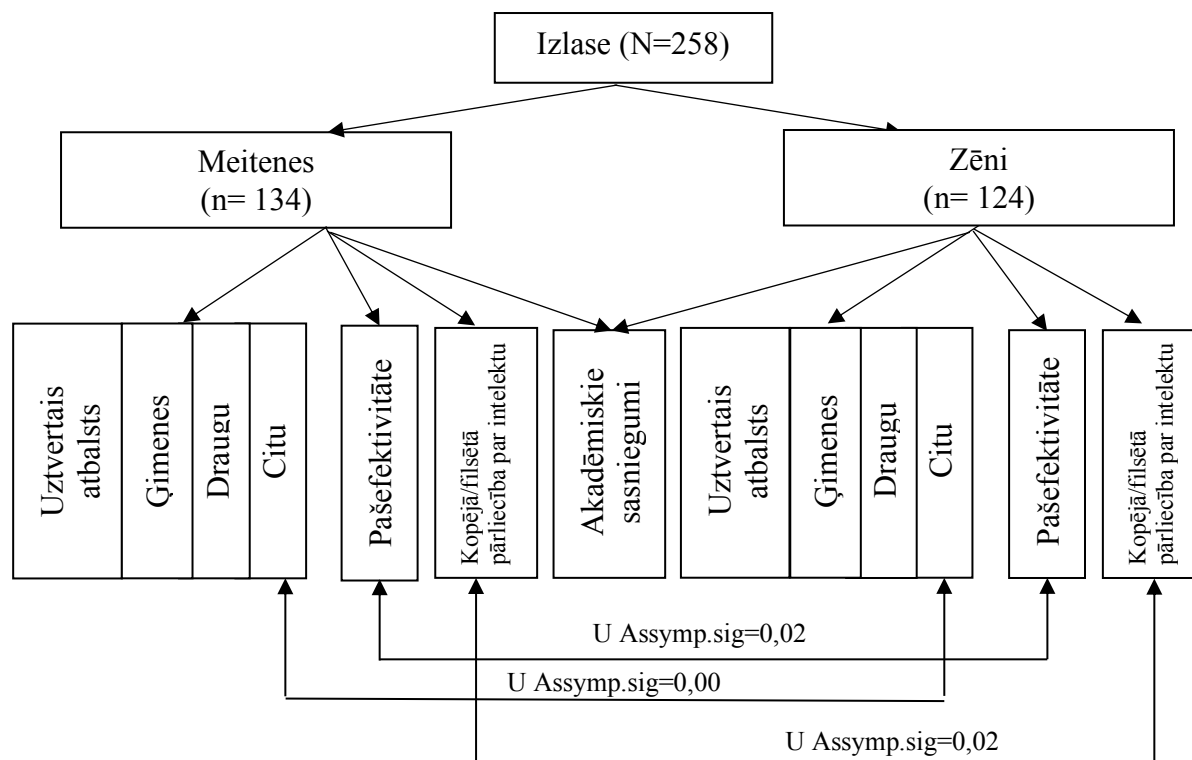 Izlase (N=258)
Meitenes
(n= 134)
Zēni
(n= 124)
Uztvertais
atbalsts
Ģimenes
Draugu
Citu
Pašefektivitāte
Kopējā/filsētā
pārliecība par intelektu
Akadēmiskie
sasniegumi
Uztvertais
atbalsts
Ģimenes
Draugu
Citu
Pašefektivitāte
Kopējā/filsētā
pārliecība par intelektu
U Assymp.sig=0,02
U Assymp.sig=0,00
U Assymp.sig=0,02